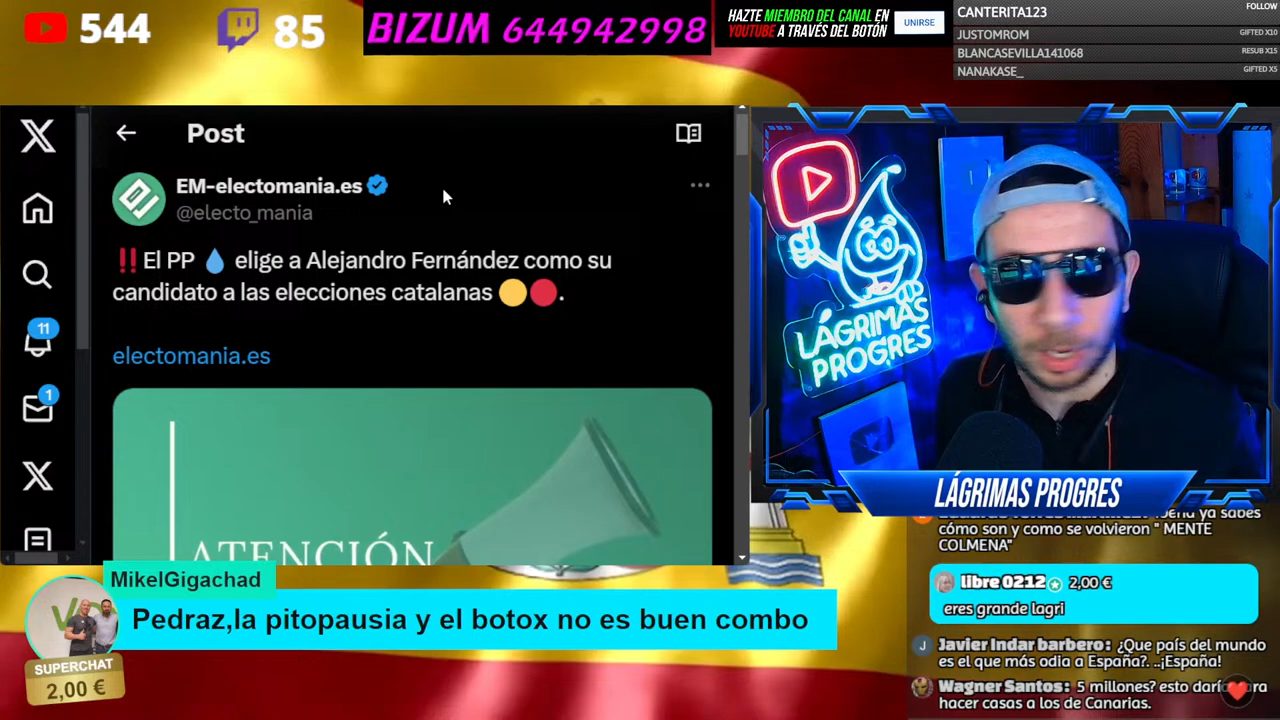 544
85
BIZUM 644942998
HAZTE MIEMBRO DEL CANAL EN
YOUTUBE A TRAVÉS DEL BOTÓN
UNIRSE
CANTERITA123
FOLLOW
JUSTOMROM
GIFTED X10
BLANCASEVILLA141068
RESUB X15
NANAKASE_
GIFTED X5
Post
EM-electomania.es
@electo_mania
‼️El PP 💧 elige a Alejandro Fernández como su
candidato a las elecciones catalanas 🟡🔴.
electomania.es
ATENCIÓN
11
1
LÁGRIMAS
PROGRES
LÁGRIMAS PROGRES
ya sabes
cómo son y como se volvieron " MENTE
COLMENA"
libre 0212 2,00 €
eres grande lagri
Javier Indar barbero: ¿Que país del mundo
es el que más odia a España?. ..¡España!
Wagner Santos: 5 millones? esto daría para
hacer casas a los de Canarias.
MikelGigachad
Pedraz,la pitopausia y el botox no es buen combo
SUPERCHAT
2,00 €